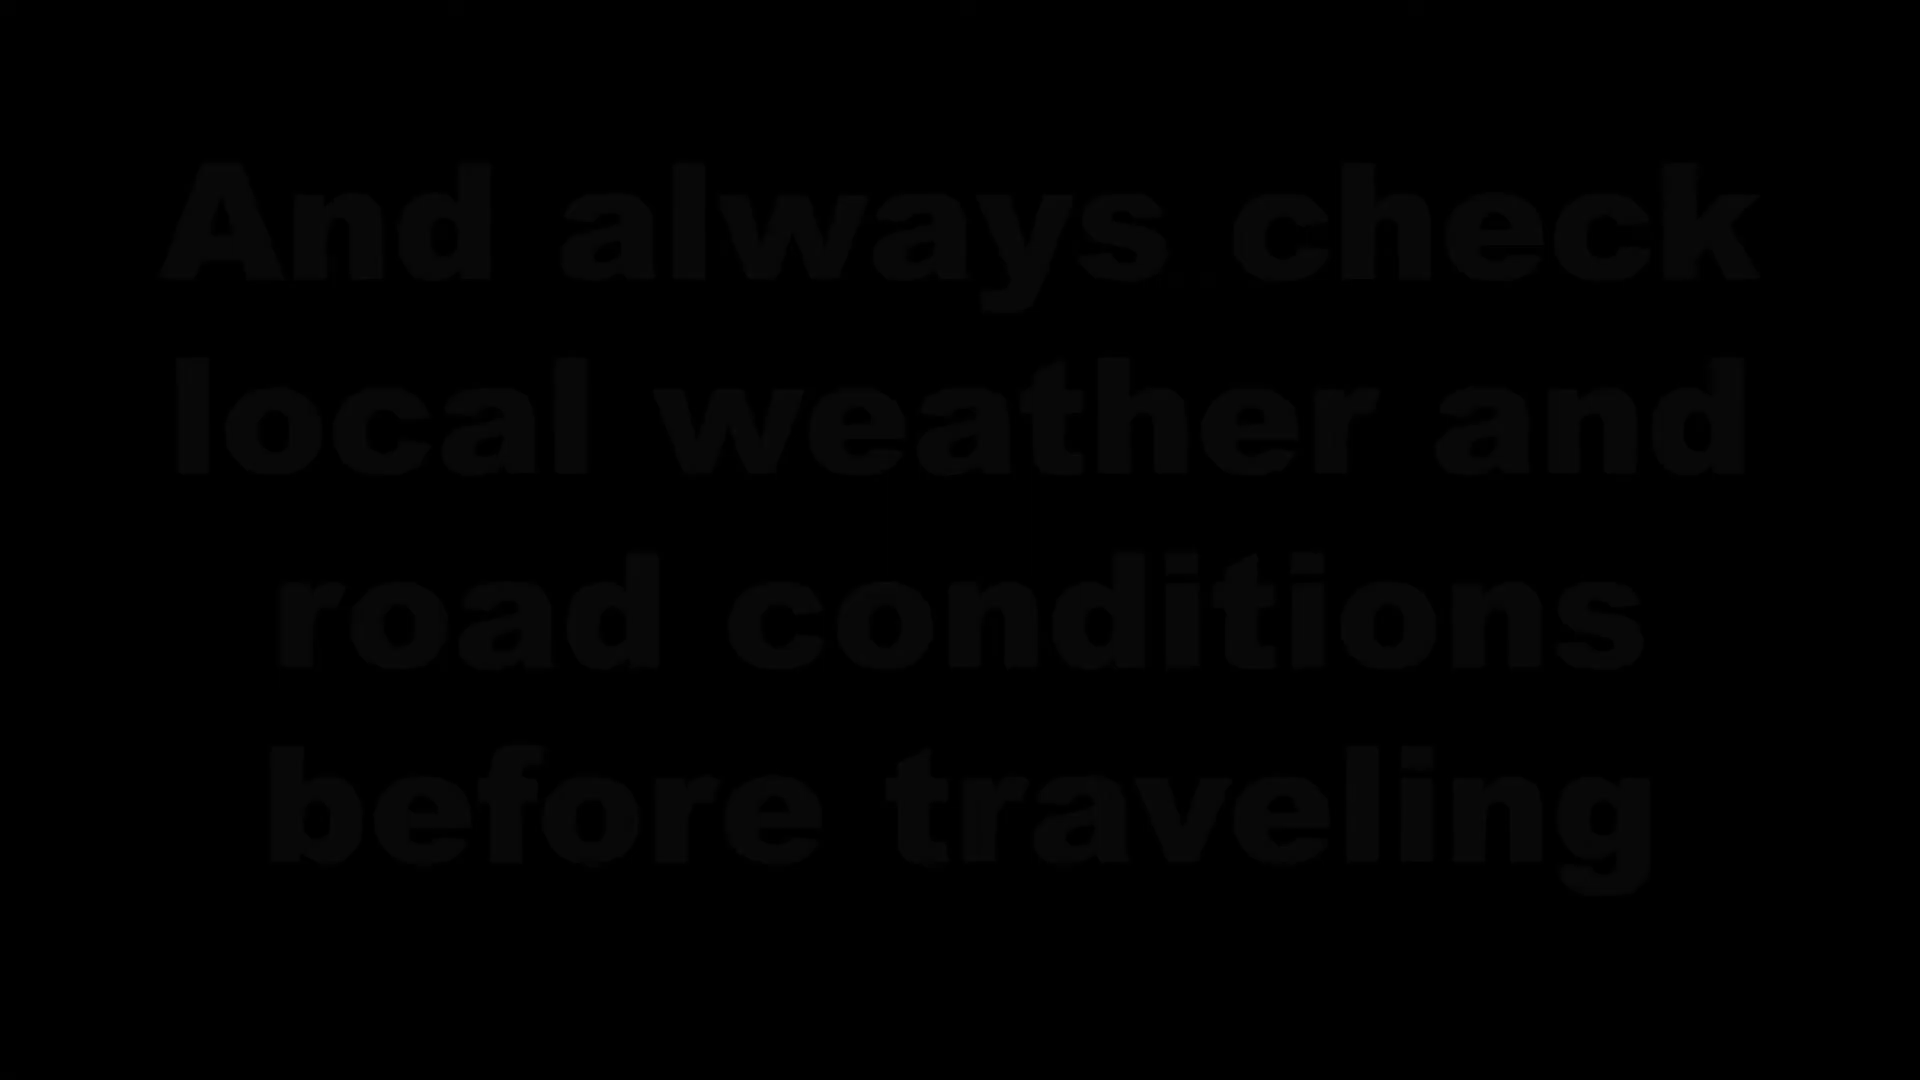 And always check
local weather and
road conditions
before traveling